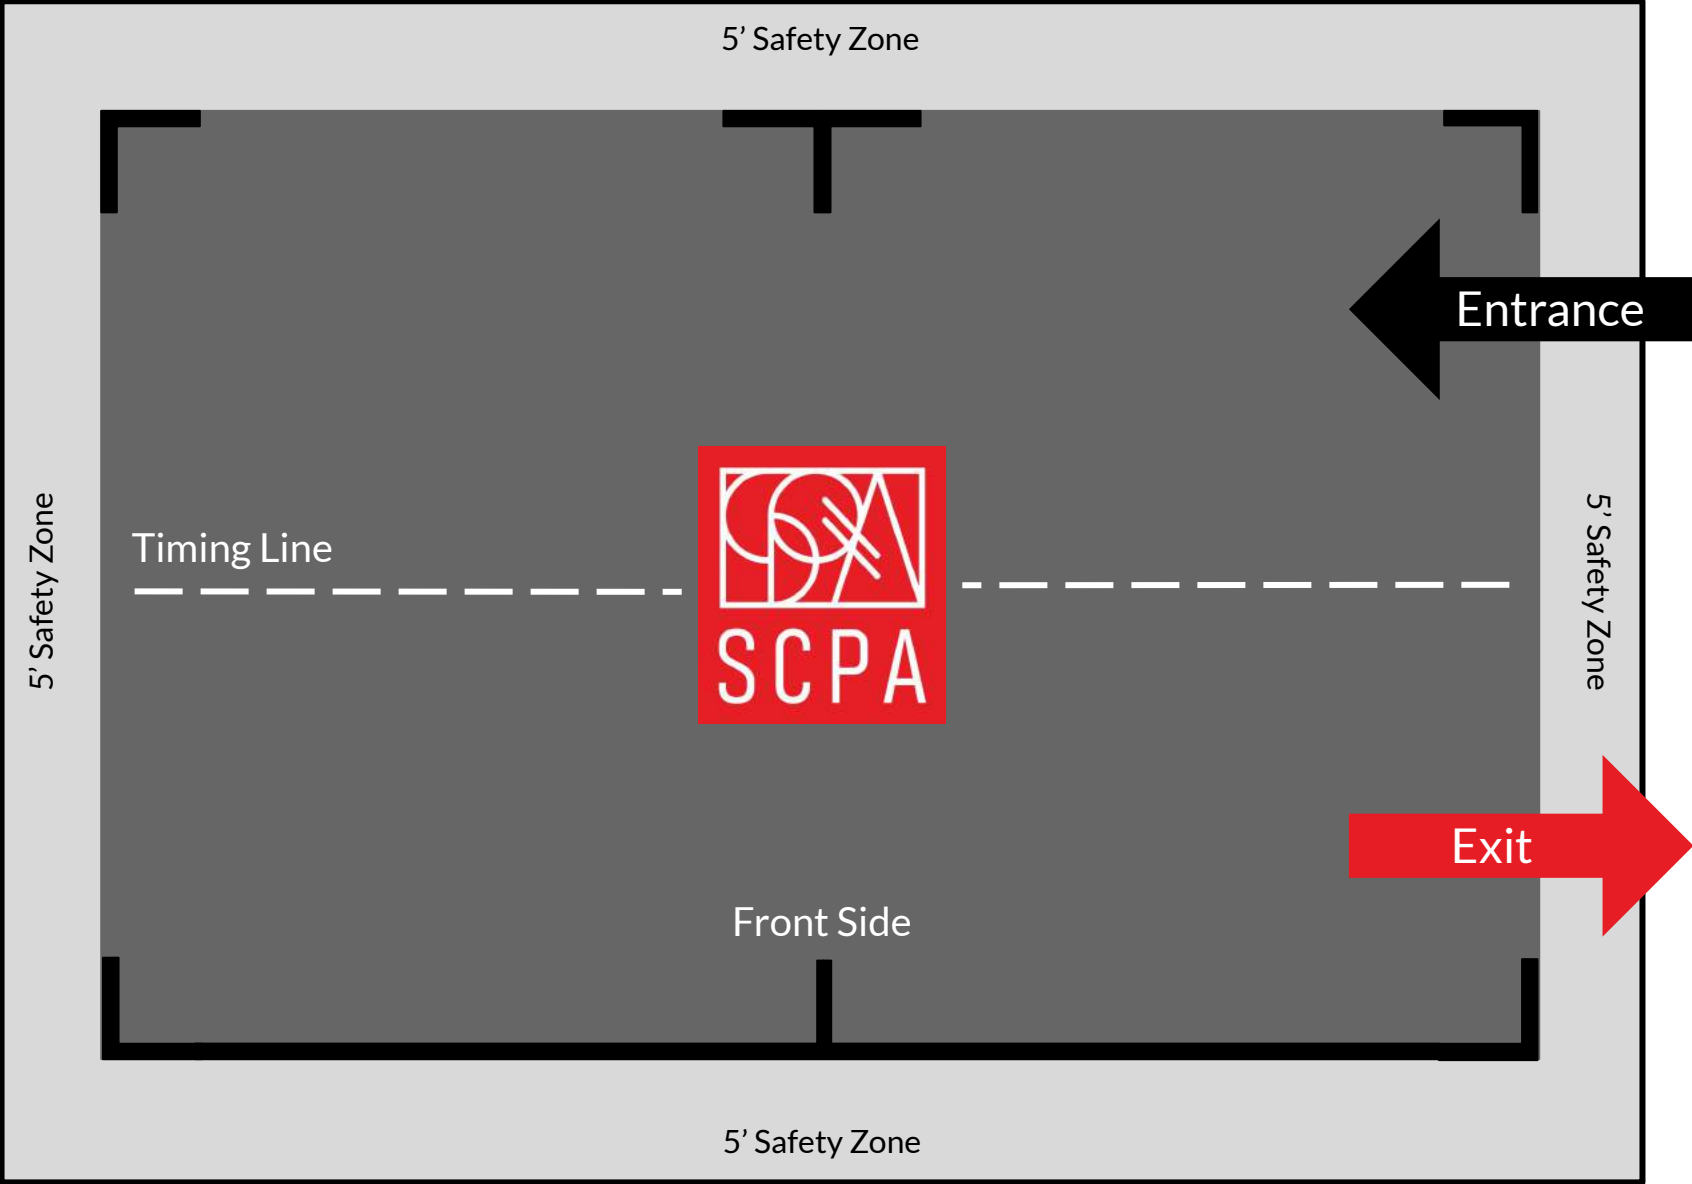 5’ Safety Zone
Entrance
5’ Safety Zone
Timing Line
SCPA
5’ Safety Zone
Exit
Front Side
5’ Safety Zone